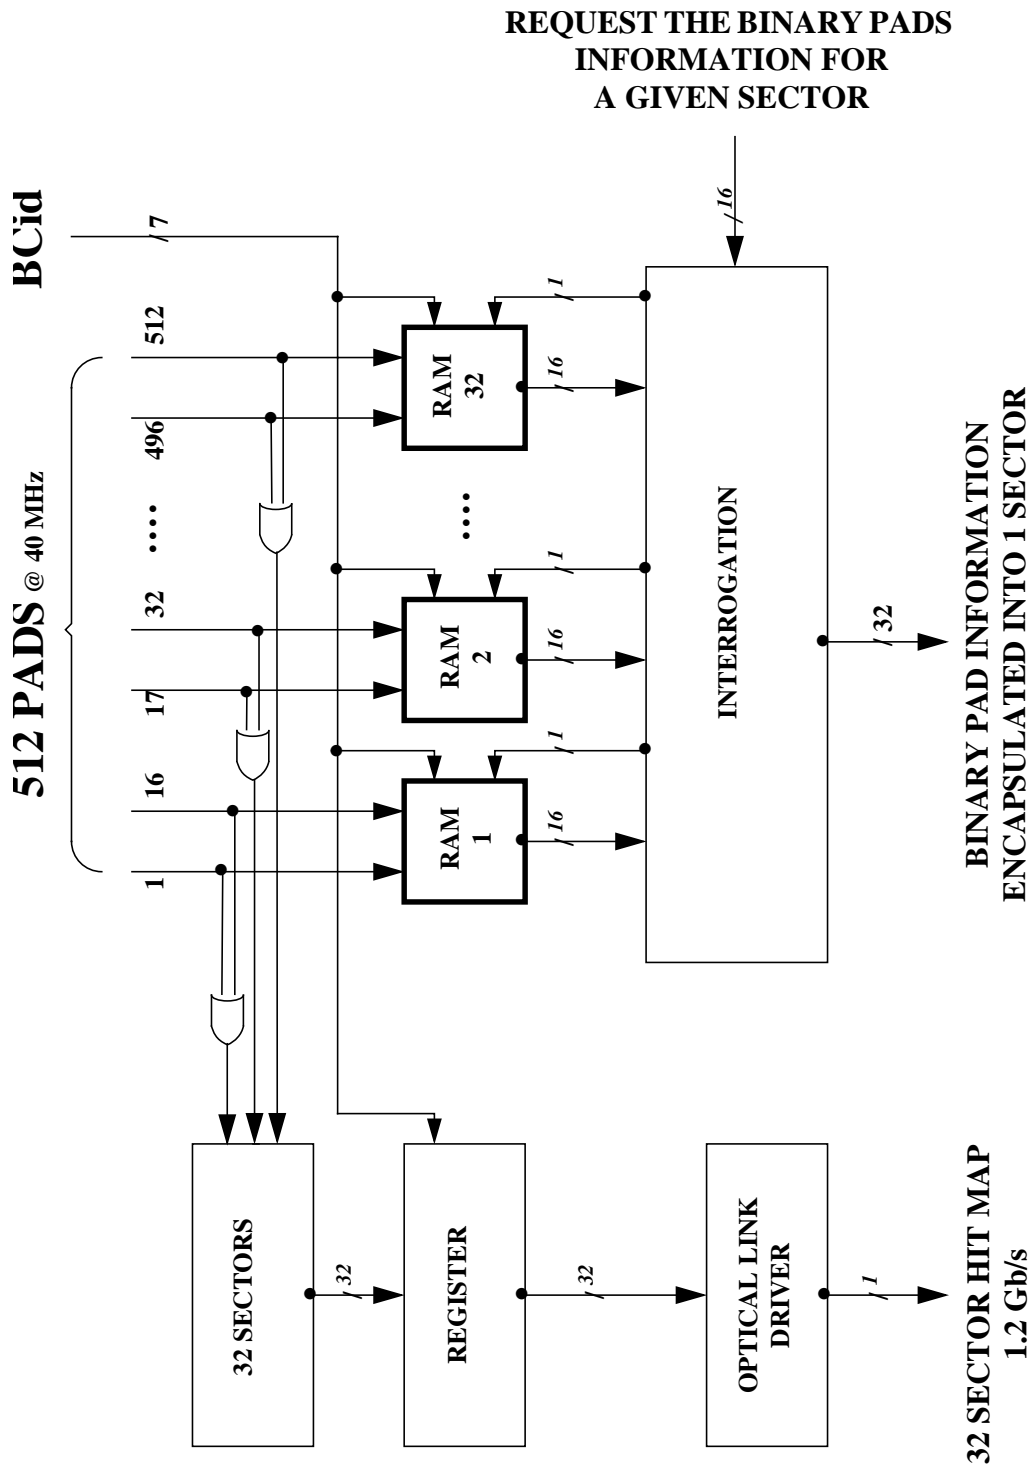 REQUEST THE BINARY PADS
INFORMATION FOR
A GIVEN SECTOR
16
BCid
7
512 PADS @ 40 MHz
1
16
17
32
....
496
512
RAM
1
RAM
2
....
RAM
32
1
16
1
16
1
16
INTERROGATION
32
BINARY PAD INFORMATION
ENCAPSULATED INTO 1 SECTOR
32 SECTORS
32
REGISTER
32
OPTICAL LINK
DRIVER
1
32 SECTOR HIT MAP
1.2 Gb/s